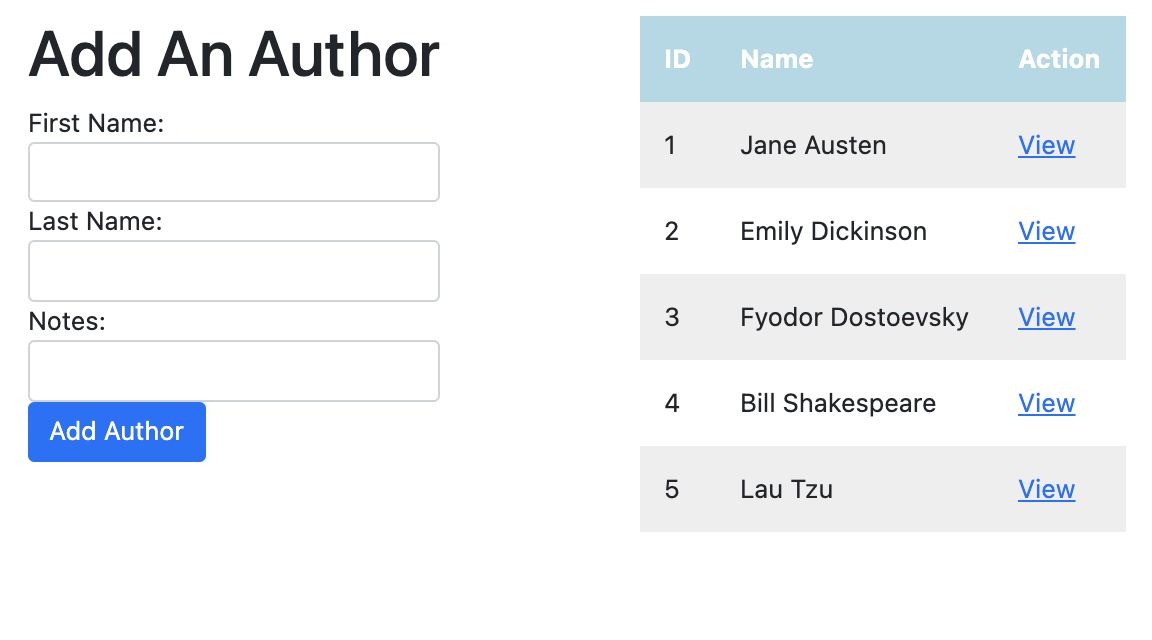 Add An Author
First Name:
Last Name:
Notes:
Add Author
ID Name Action
1 Jane Austen View
2 Emily Dickinson View
3 Fyodor Dostoevsky View
4 Bill Shakespeare View
5 Lau Tzu View